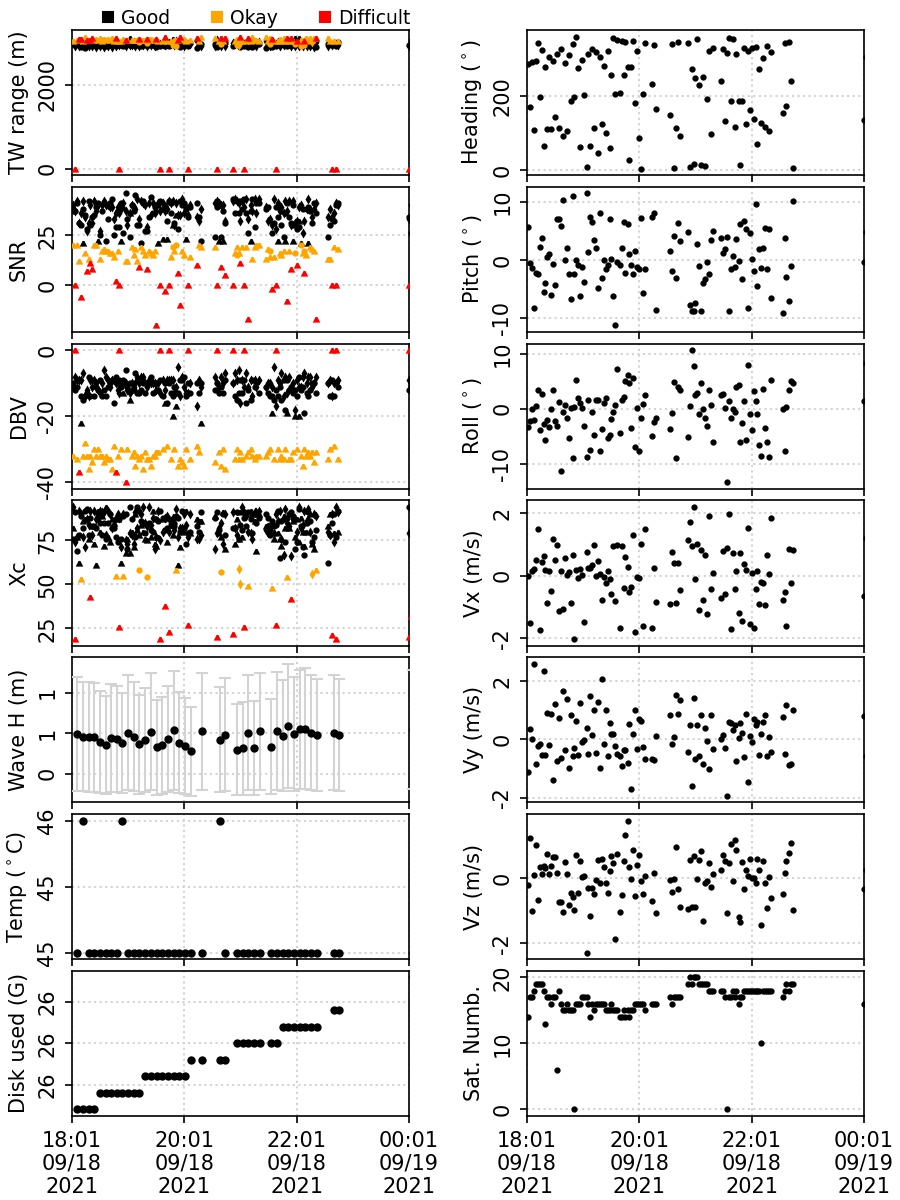 Good Okay Difficult
TW range (m)
2000
0
Heading (°)
200
0
SNR
25
0
Pitch (°)
10
0
-10
DBV
0
-20
-40
Roll (°)
10
0
-10
Xc
75
50
25
Vx (m/s)
2
0
-2
Wave H (m)
1
1
0
Vy (m/s)
2
0
-2
Temp (°C)
46
45
45
Vz (m/s)
2
0
-2
Disk used (G)
26
26
26
Sat. Numb.
20
10
0
18:01 20:01 22:01 00:01 18:01 20:01 22:01 00:01
09/18 09/18 09/18 09/19 09/18 09/18 09/18 09/19
2021 2021 2021 2021 2021 2021 2021 2021